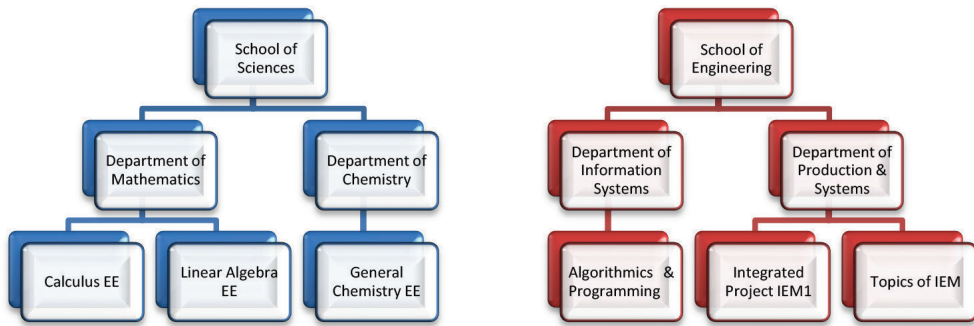 School of
Sciences
School of
Engineering
Department of
Mathematics
Department of
Chemistry
Department of
Information
Systems
Department of
Production &
Systems
Calculus EE
Linear Algebra
EE
General
Chemistry EE
Algorithmics &
Programming
Integrated
Project IEM1
Topics of IEM